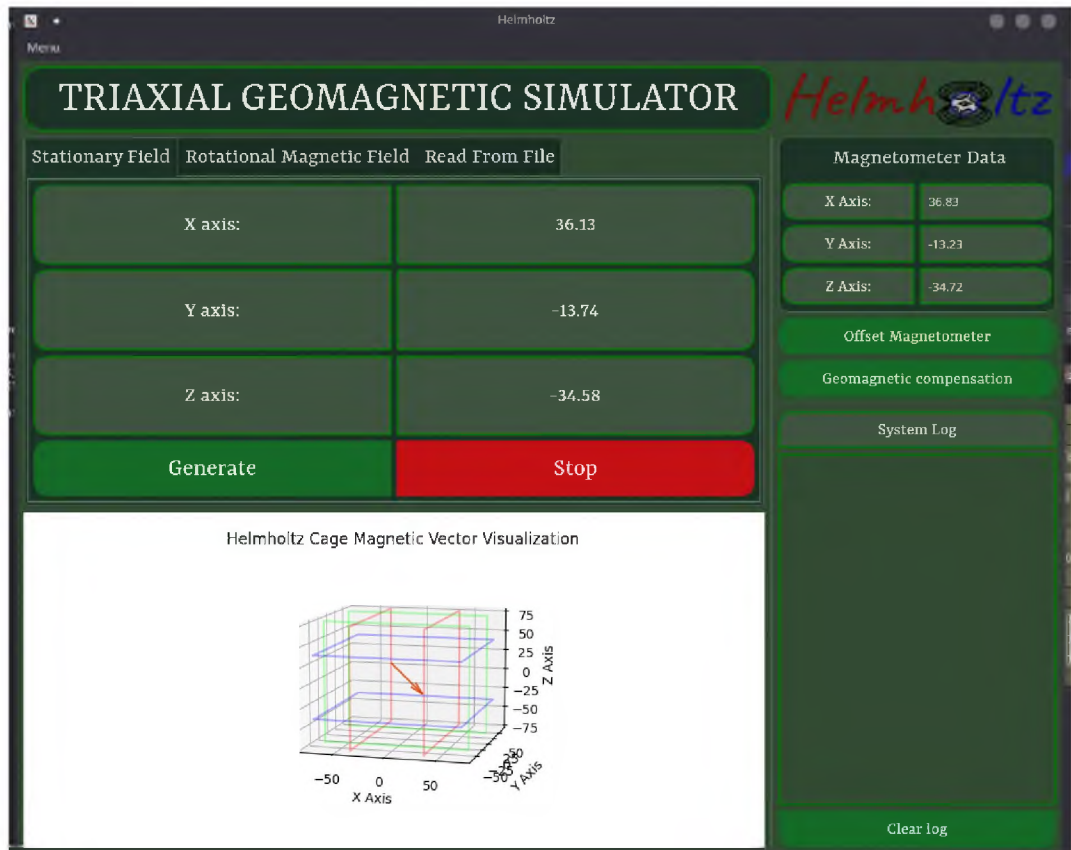 Helmholtz
Menu
TRIAXIAL GEOMAGNETIC SIMULATOR
Helmholtz
Stationary Field Rotational Magnetic Field Read From File
X axis: 36.13
Y axis: -13.74
Z axis: -34.58
Generate Stop
Magnetometer Data
X Axis: 36.83
Y Axis: -13.23
Z Axis: -34.72
Offset Magnetometer
Geomagnetic compensation
System Log
Clear log
Helmholtz Cage Magnetic Vector Visualization
75
50
25
0
−25
−50
−75
Z Axis
−50 0 50
X Axis
50
−50
Y Axis